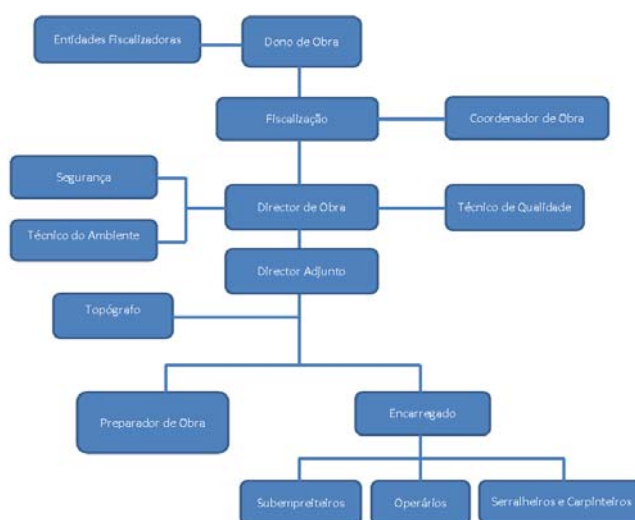 Entidades Fiscalizadoras
Dono de Obra
Fiscalização
Coordenador de Obra
Segurança
Director de Obra
Técnico de Qualidade
Técnico do Ambiente
Director Adjunto
Topógrafo
Preparador de Obra
Encarregado
Subempreiteiros
Operários
Serralheiros e Carpinteiros